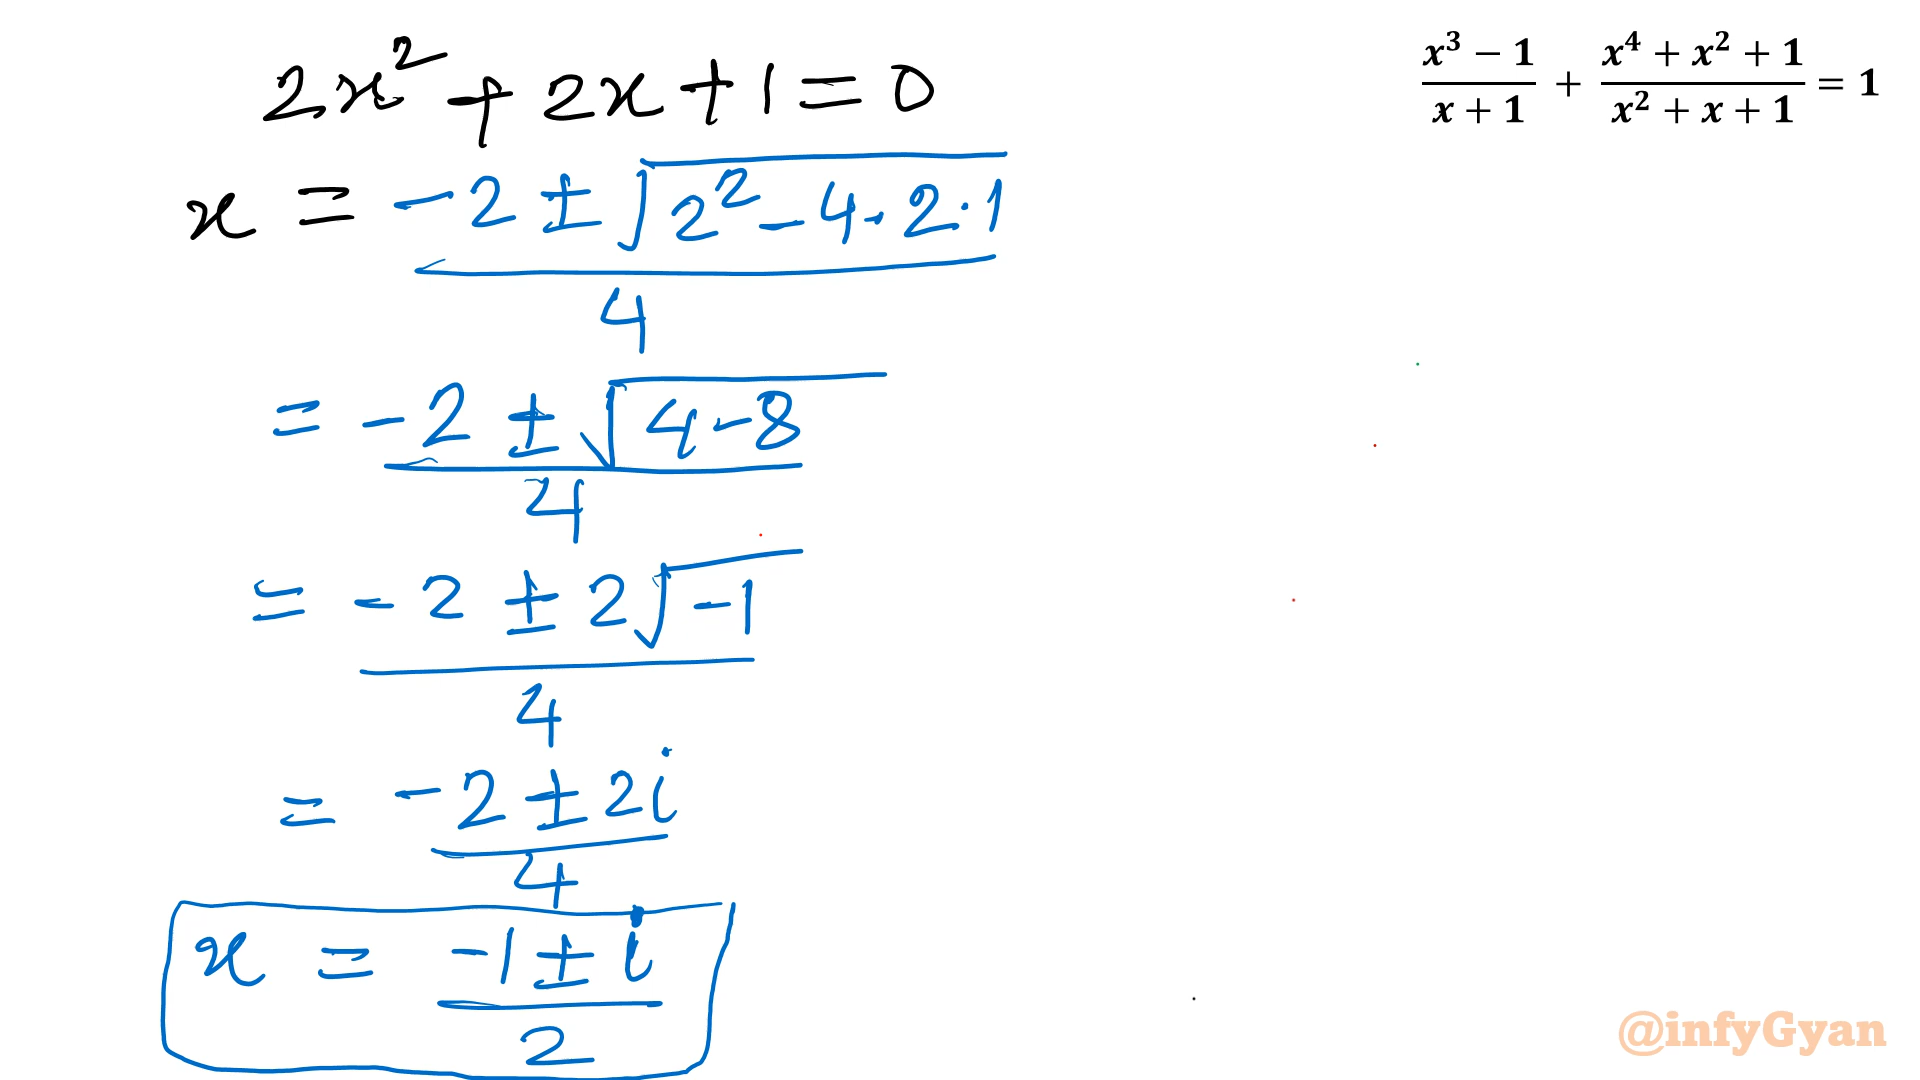 2x² + 2x + 1 = 0
x³ − 1 / x + 1 + x⁴ + x² + 1 / x² + x + 1 = 1
x = −2 ± √(2² − 4·2·1) / 4
= −2 ± √(4−8) / 4
= −2 ± 2√−1 / 4
= −2 ± 2i / 4
x = −1 ± i / 2
@infyGyan